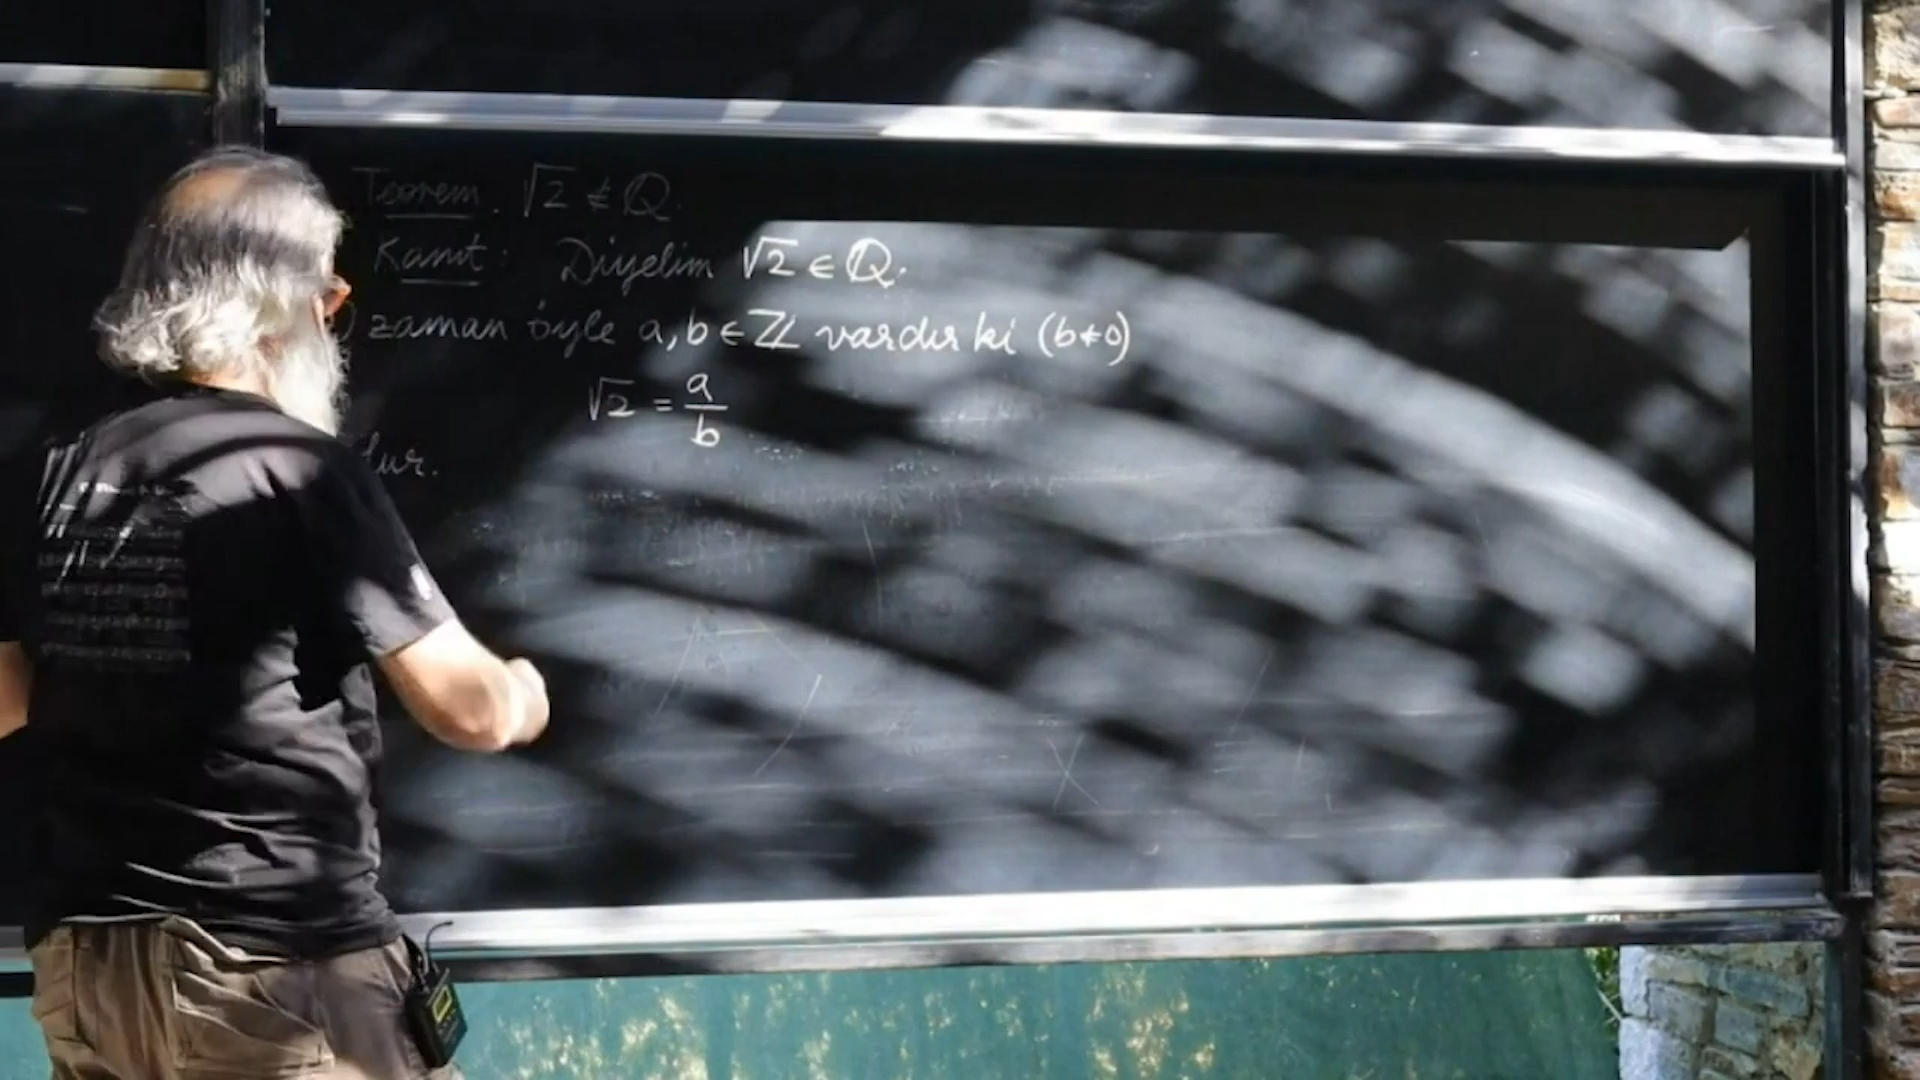 Teorem. √2 ∉ ℚ.
Kanıt: Diyelim √2 ∈ ℚ.
zaman öyle a, b ∈ ℤ vardır ki (b≠0)
√2 = a/b
lur.